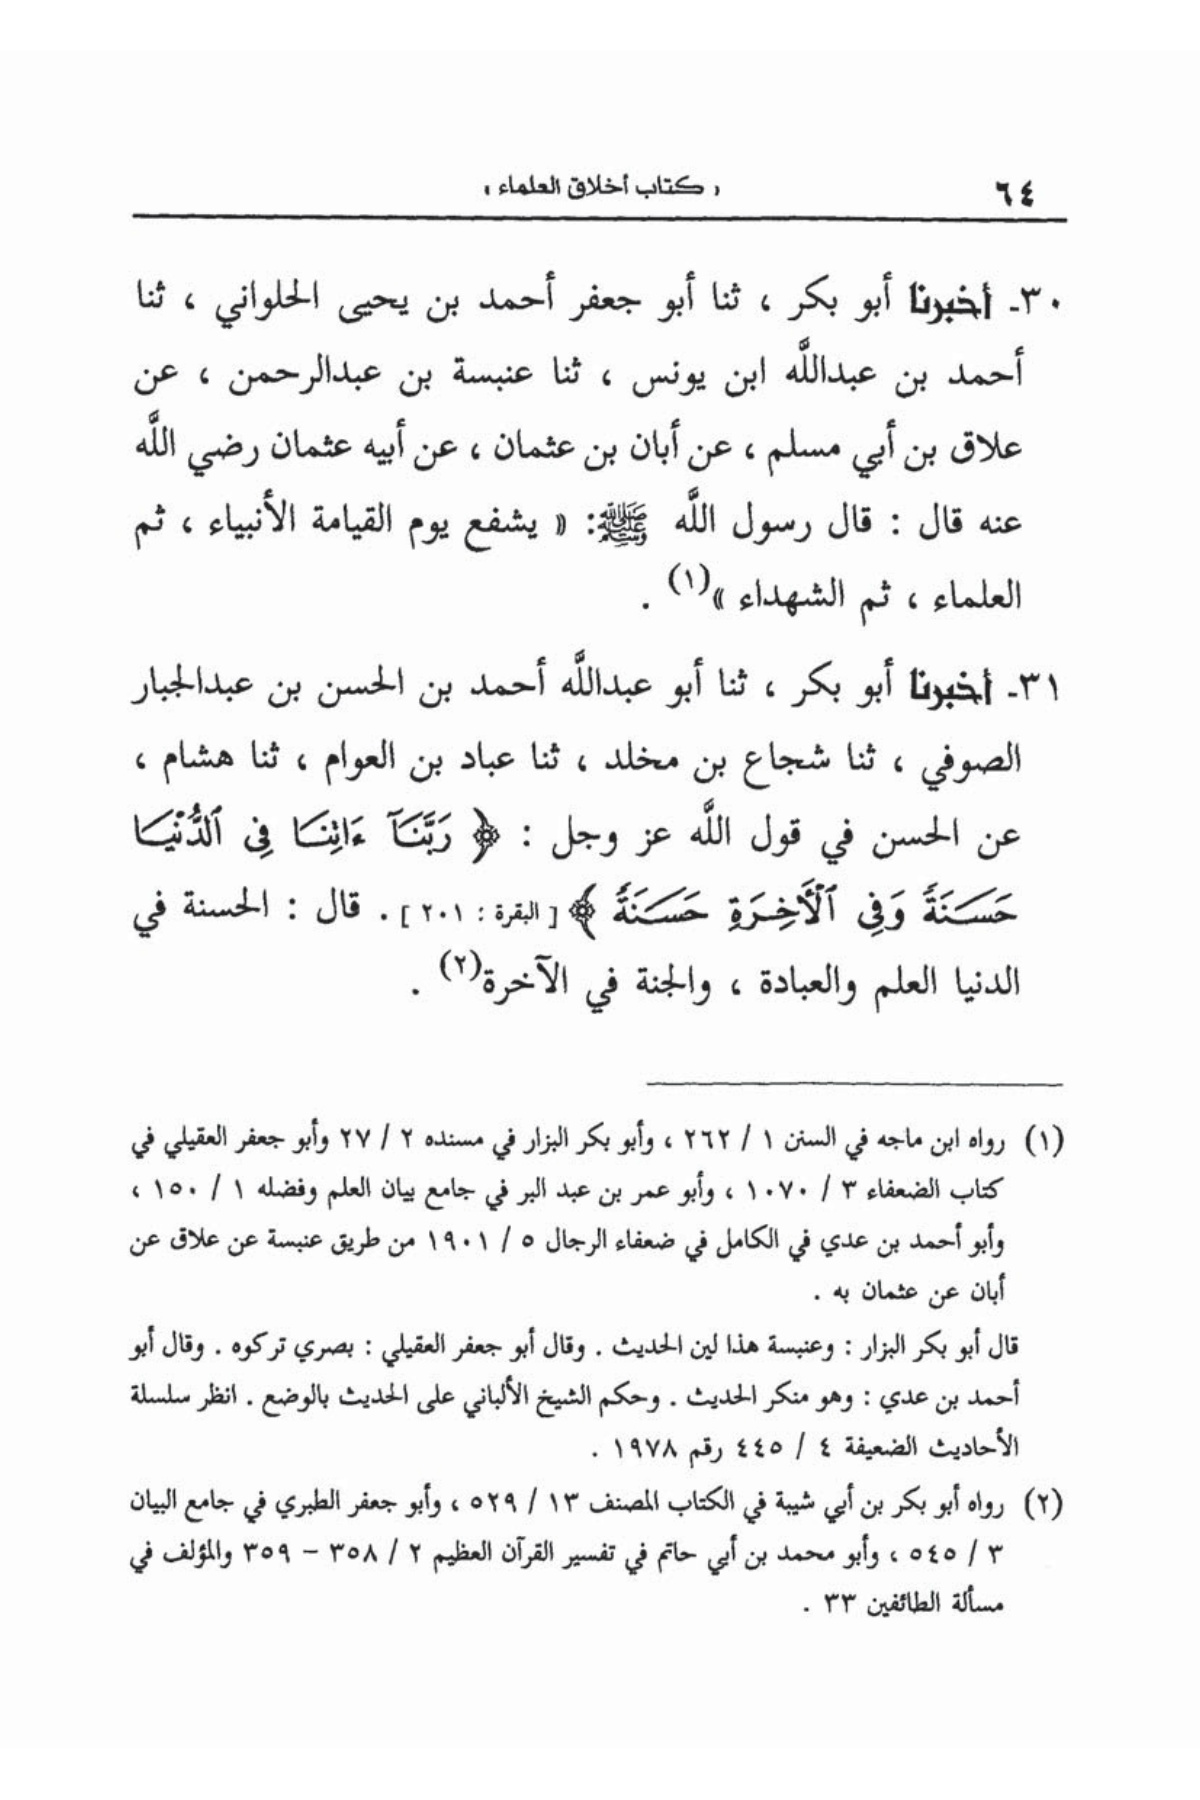 ٦٤
« كتاب أخلاق العلماء »
٣٠ـ أخبرنا أبو بكر ، ثنا أبو جعفر أحمد بن يحيى الحلواني ، ثنا
أحمد بن عبدالله ابن يونس ، ثنا عنبسة بن عبدالرحمن ، عن
علاق بن أبي مسلم ، عن أبان بن عثمان ، عن أبيه عثمان رضي اللَّه
عنه قال : قال رسول اللَّه ﷺ: « يشفع يوم القيامة الأنبياء ، ثم
العلماء ، ثم الشهداء »(١) .
٣١ـ أخبرنا أبو بكر ، ثنا أبو عبداللَّه أحمد بن الحسن بن عبدالجبار
الصوفي ، ثنا شجاع بن مخلد ، ثنا عباد بن العوام ، ثنا هشام ،
عن الحسن في قول اللَّه عز وجل : ﴿ رَبَّنَآ ءَاتِنَا فِى ٱلدُّنْيَا
حَسَنَةً وَفِى ٱلْأَخِرَةِ حَسَنَةً ﴾ [ البقرة : ٢٠١ ] . قال : الحسنة في
الدنيا العلم والعبادة ، والجنة في الآخرة(٢) .
(١) رواه ابن ماجه في السنن ١ / ٢٦٢ ، وأبو بكر البزار في مسنده ٢ / ٢٧ وأبو جعفر العقيلي في
كتاب الضعفاء ٣ / ١٠٧٠ ، وأبو عمر بن عبد البر في جامع بيان العلم وفضله ١ / ١٥٠ ،
وأبو أحمد بن عدي في الكامل في ضعفاء الرجال ٥ / ١٩٠١ من طريق عنبسة عن علاق عن
أبان عن عثمان به .
قال أبو بكر البزار : وعنبسة هذا لين الحديث . وقال أبو جعفر العقيلي : بصري تركوه . وقال أبو
أحمد بن عدي : وهو منكر الحديث . وحكم الشيخ الألباني على الحديث بالوضع . انظر سلسلة
الأحاديث الضعيفة ٤ / ٤٤٥ رقم ١٩٧٨ .
(٢) رواه أبو بكر بن أبي شيبة في الكتاب المصنف ١٣ / ٥٢٩ ، وأبو جعفر الطبري في جامع البيان
٣ / ٥٤٥ ، وأبو محمد بن أبي حاتم في تفسير القرآن العظيم ٢ / ٣٥٨ – ٣٥٩ والمؤلف في
مسألة الطائفين ٣٣ .